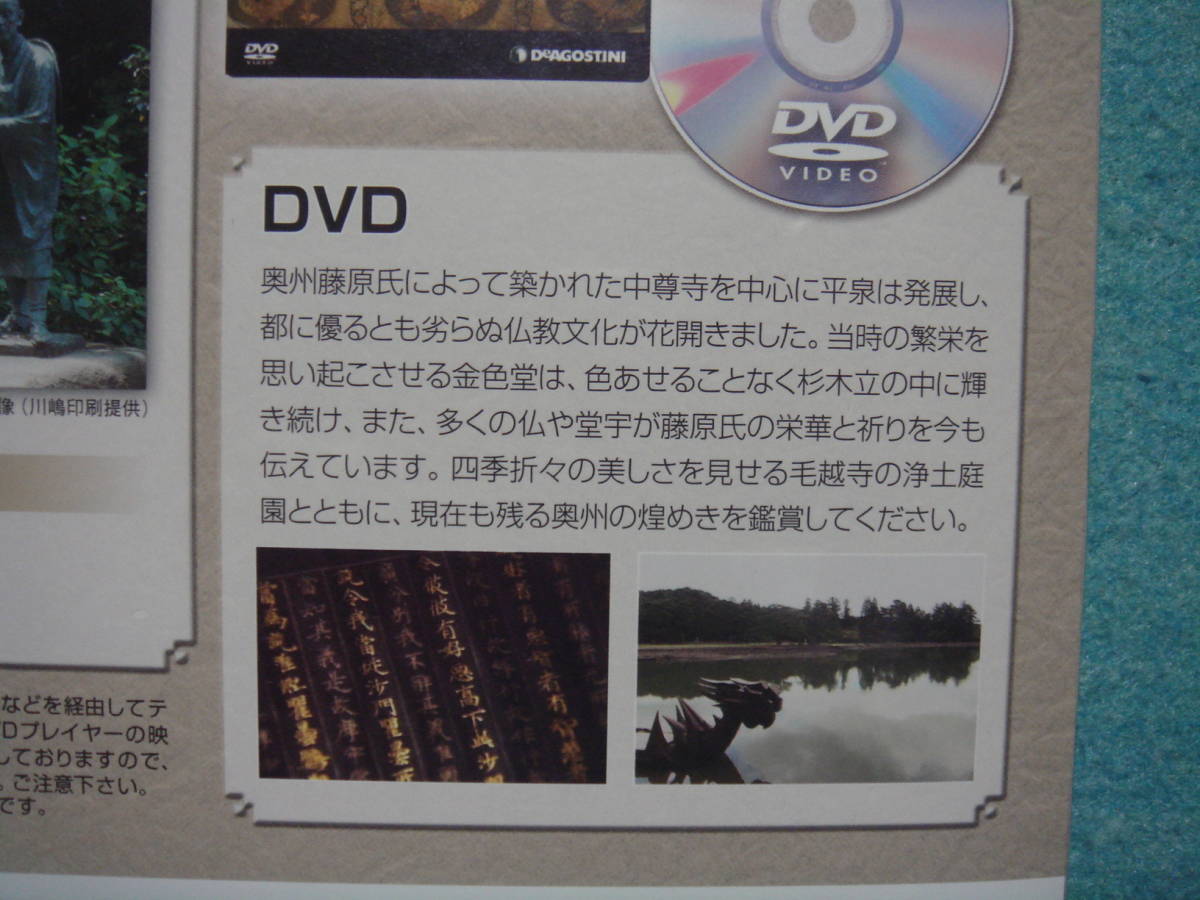 DVD
VIDEO
DeAGOSTINI
DVD
VIDEO
DVD
奥州藤原氏によって築かれた中尊寺を中心に平泉は発展し、
都に優るとも劣らぬ仏教文化が花開きました。当時の繁栄を
思い起こさせる金色堂は、色あせることなく杉木立の中に輝
き続け、また、多くの仏や堂宇が藤原氏の栄華と祈りを今も
伝えています。四季折々の美しさを見せる毛越寺の浄土庭
園とともに、現在も残る奥州の煌めきを鑑賞してください。
像（川嶋印刷提供）
などを経由してテ
Dプレイヤーの映
しておりますので、
。ご注意下さい。
です。